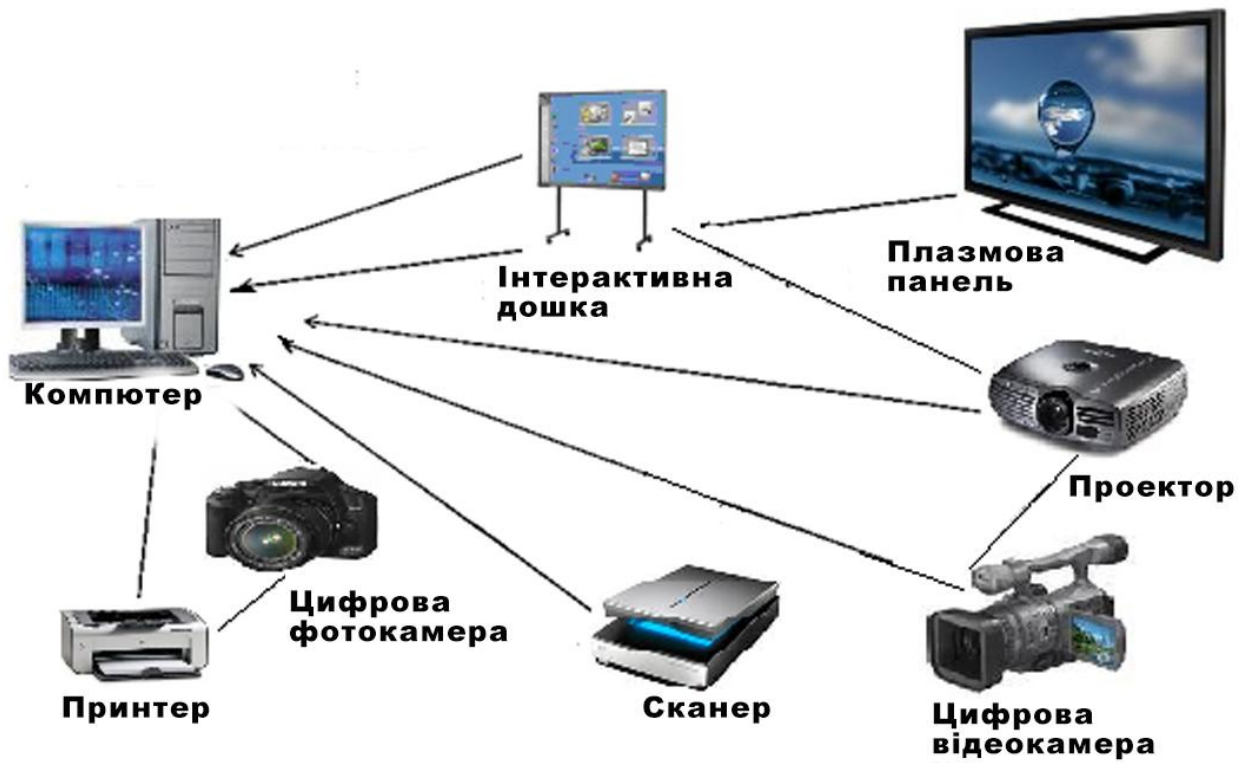 Інтерактивна
дошка
Плазмова
панель
Компютер
Проектор
Цифрова
фотокамера
Принтер
Сканер
Цифрова
відеокамера